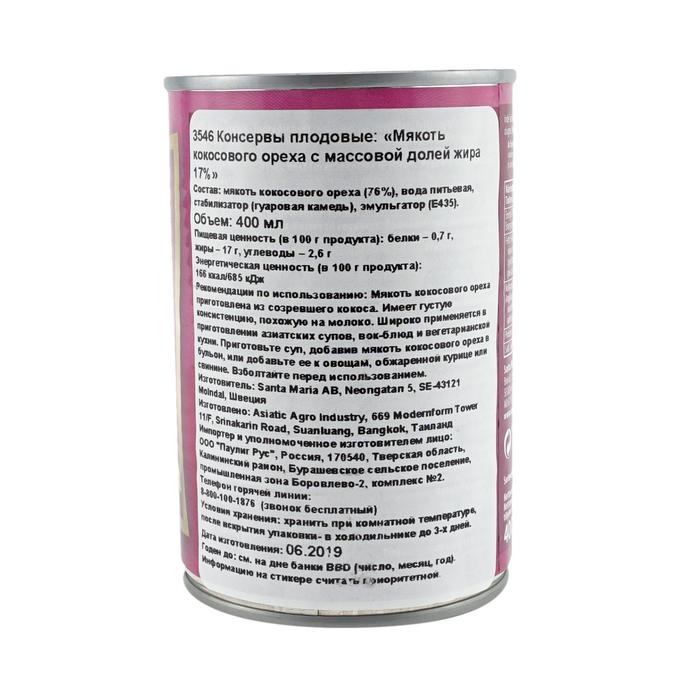 3546 Консервы плодовые: «Мякоть
кокосового ореха с массовой долей жира
17%»
Состав: мякоть кокосового ореха (76%), вода питьевая,
стабилизатор (гуаровая камедь), эмульгатор (Е435).
Объем: 400 мл
Пищевая ценность (в 100 г продукта): белки – 0,7 г,
жиры – 17 г, углеводы – 2,6 г
Энергетическая ценность (в 100 г продукта):
166 ккал/685 кДж
Рекомендации по использованию: Мякоть кокосового ореха
приготовлена из созревшего кокоса. Имеет густую
консистенцию, похожую на молоко. Широко применяется в
приготовлении азиатских супов, вок-блюд и вегетарианской
кухни. Приготовьте суп, добавив мякоть кокосового ореха в
бульон, или добавьте ее к овощам, обжаренной курице или
свинине. Взболтайте перед использованием.
Изготовитель: Santa Maria AB, Neongatan 5, SE-43121
Molndal, Швеция
Изготовлено: Asiatic Agro Industry, 669 Modernform Tower
11/F, Srinakarin Road, Suanluang, Bangkok, Таиланд
Импортер и уполномоченное изготовителем лицо:
ООО "Паулиг Рус", Россия, 170540, Тверская область,
Калининский район, Бурашевское сельское поселение,
промышленная зона Боровлево-2, комплекс №2.
Телефон горячей линии:
8-800-100-1876 (звонок бесплатный)
Условия хранения: хранить при комнатной температуре,
после вскрытия упаковки- в холодильнике до 3-х дней.
Дата изготовления: 06.2019
Годен до: см. на дне банки BBD (число, месяц, год).
Информацию на стикере считать приоритетной.